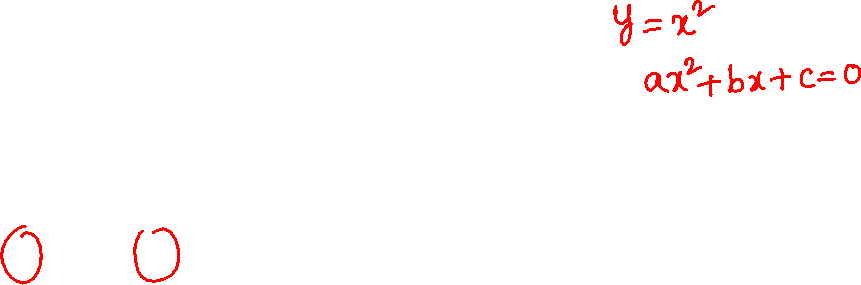 y = x²
ax² + bx + c = 0
0 0